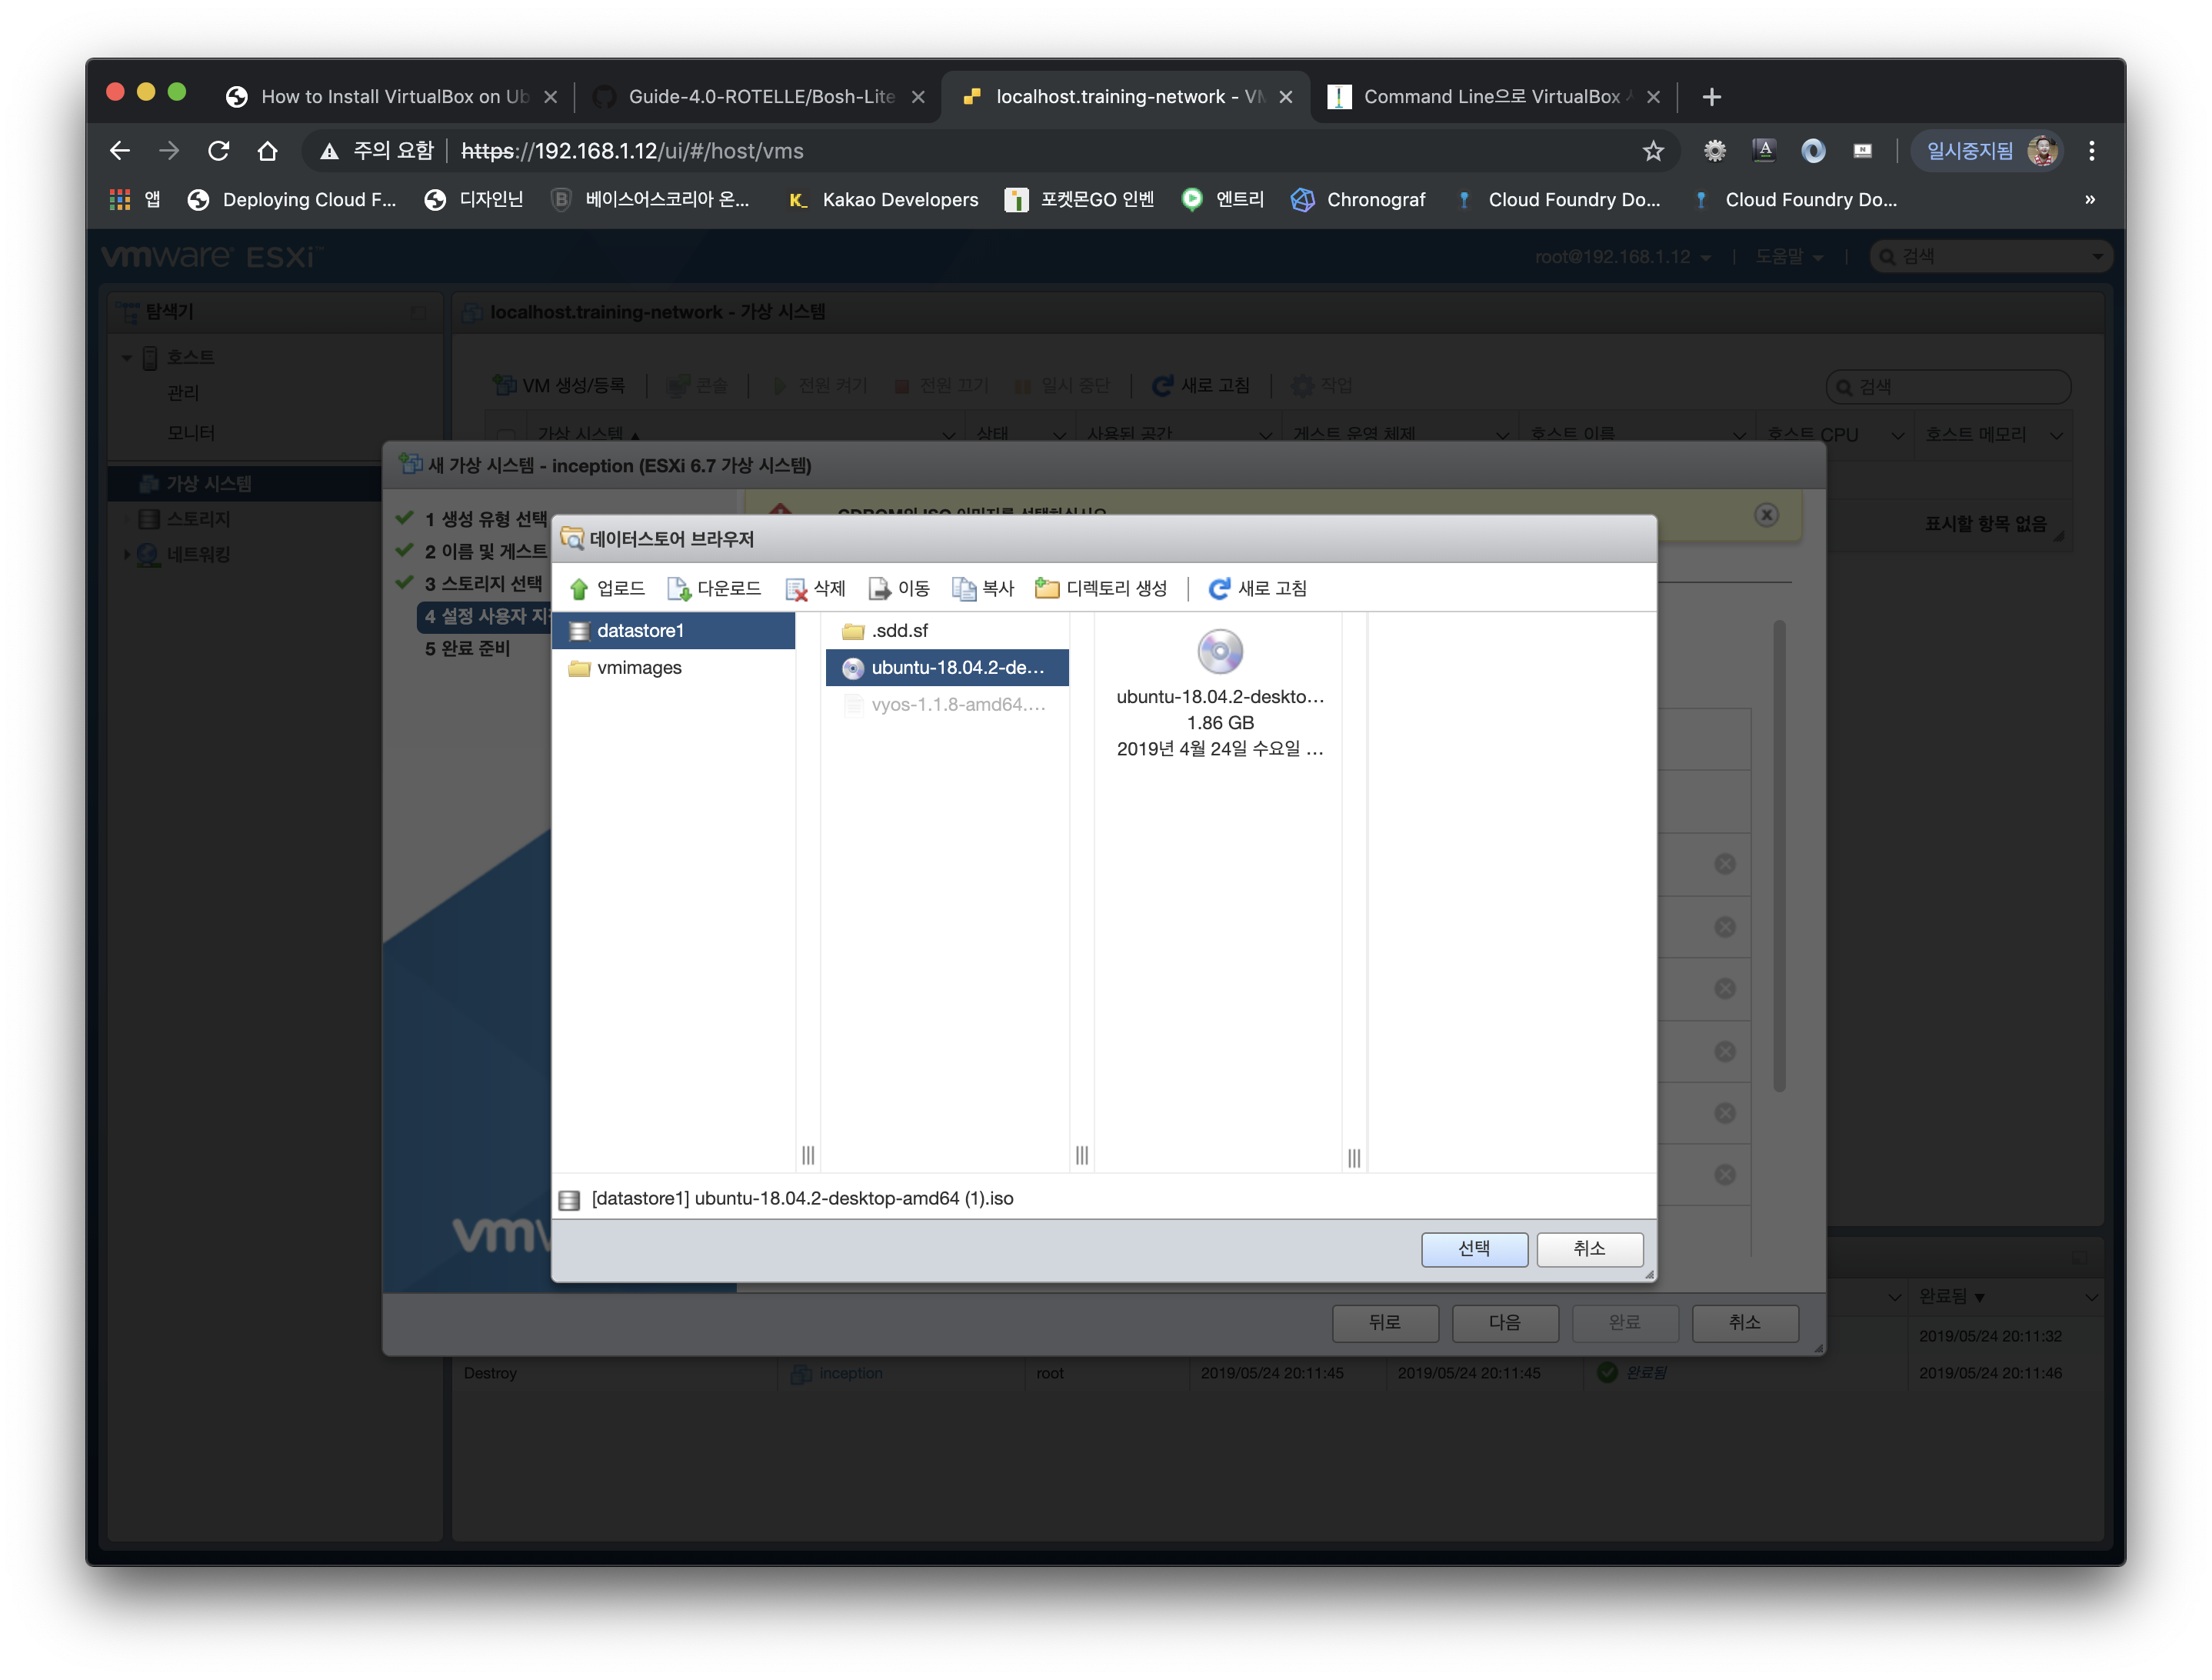 How to Install VirtualBox on Ub
Guide-4.0-ROTELLE/Bosh-Lite
localhost.training-network - VM
Command Line으로 VirtualBox
주의 요함 https://192.168.1.12/ui/#/host/vms
일시중지됨
앱 Deploying Cloud F... 디자인닌 베이스어스코리아 온... Kakao Developers 포켓몬GO 인벤 엔트리 Chronograf Cloud Foundry Do... Cloud Foundry Do... »
vmware ESXi™
root@192.168.1.12 | 도움말 | 검색
탐색기
localhost.training-network - 가상 시스템
호스트
관리
모니터
가상 시스템
스토리지
네트워킹
VM 생성/등록 콘솔 전원 켜기 전원 끄기 일시 중단 새로 고침 작업
검색
가상 시스템 상태 사용된 공간 게스트 운영 체제 호스트 이름 호스트 CPU 호스트 메모리
표시할 항목 없음
새 가상 시스템 - inception (ESXi 6.7 가상 시스템)
1 생성 유형 선택
2 이름 및 게스트
3 스토리지 선택
4 설정 사용자 지
5 완료 준비
CDROM의 ISO 이미지를 선택하십시오
데이터스토어 브라우저
업로드 다운로드 삭제 이동 복사 디렉토리 생성 새로 고침
datastore1
vmimages
.sdd.sf
ubuntu-18.04.2-de...
vyos-1.1.8-amd64....
ubuntu-18.04.2-deskto...
1.86 GB
2019년 4월 24일 수요일 ...
[datastore1] ubuntu-18.04.2-desktop-amd64 (1).iso
선택 취소
vmw
뒤로 다음 완료 취소
완료됨 ▼
2019/05/24 20:11:32
Destroy inception root 2019/05/24 20:11:45 2019/05/24 20:11:45 완료됨 2019/05/24 20:11:46